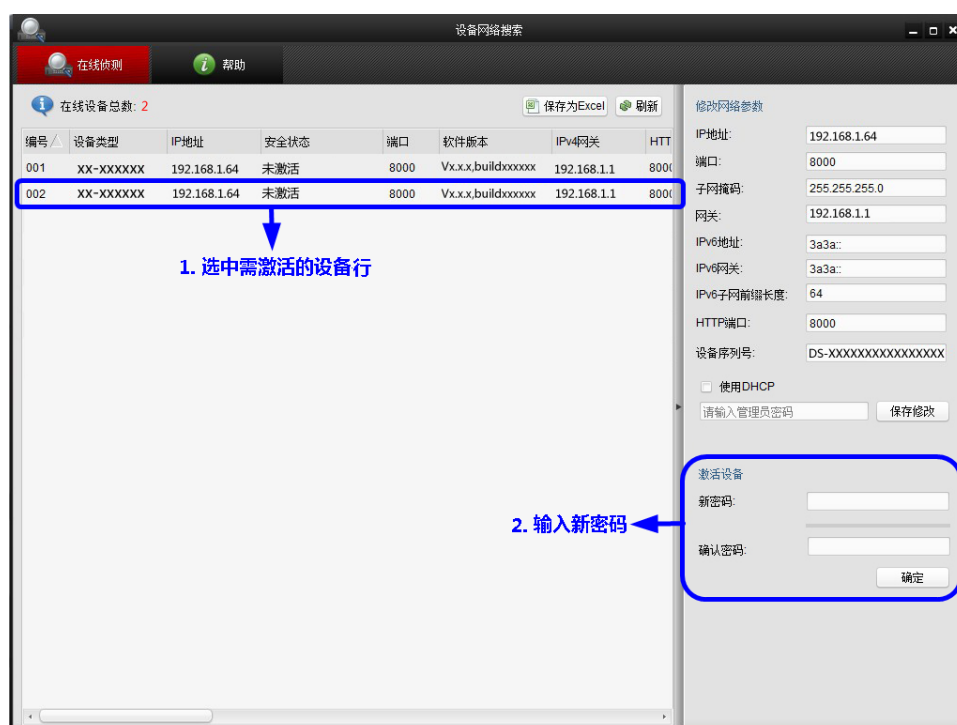 设备网络搜索
在线侦测 帮助
在线设备总数: 2 保存为Excel 刷新
编号 设备类型 IP地址 安全状态 端口 软件版本 IPv4网关 HTT
001 XX-XXXXXX 192.168.1.64 未激活 8000 Vx.x.x,buildxxxxxx 192.168.1.1 8000
002 XX-XXXXXX 192.168.1.64 未激活 8000 Vx.x.x,buildxxxxxx 192.168.1.1 8000
1. 选中需激活的设备行
修改网络参数
IP地址: 192.168.1.64
端口: 8000
子网掩码: 255.255.255.0
网关: 192.168.1.1
IPv6地址: 3a3a::
IPv6网关: 3a3a::
IPv6子网前缀长度: 64
HTTP端口: 8000
设备序列号: DS-XXXXXXXXXXXXXXXX
使用DHCP
请输入管理员密码 保存修改
激活设备
新密码:
2. 输入新密码
确认密码:
确定